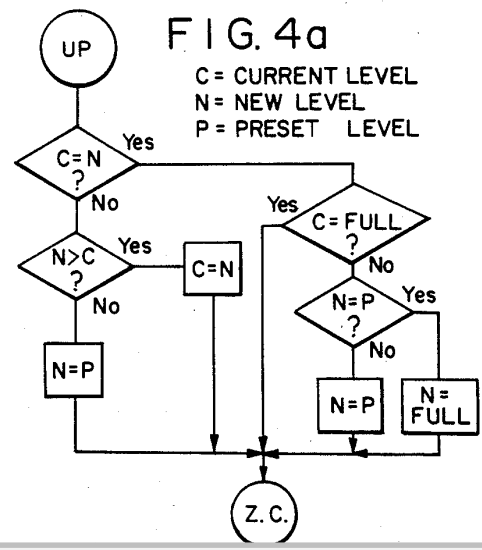 UP
FIG. 4a
C = CURRENT LEVEL
N = NEW LEVEL
P = PRESET LEVEL
C=N
?
Yes
No
C=FULL
?
Yes
No
N>C
?
Yes
No
C=N
N=P
?
Yes
No
N=P
N=P
N=
FULL
Z.C.